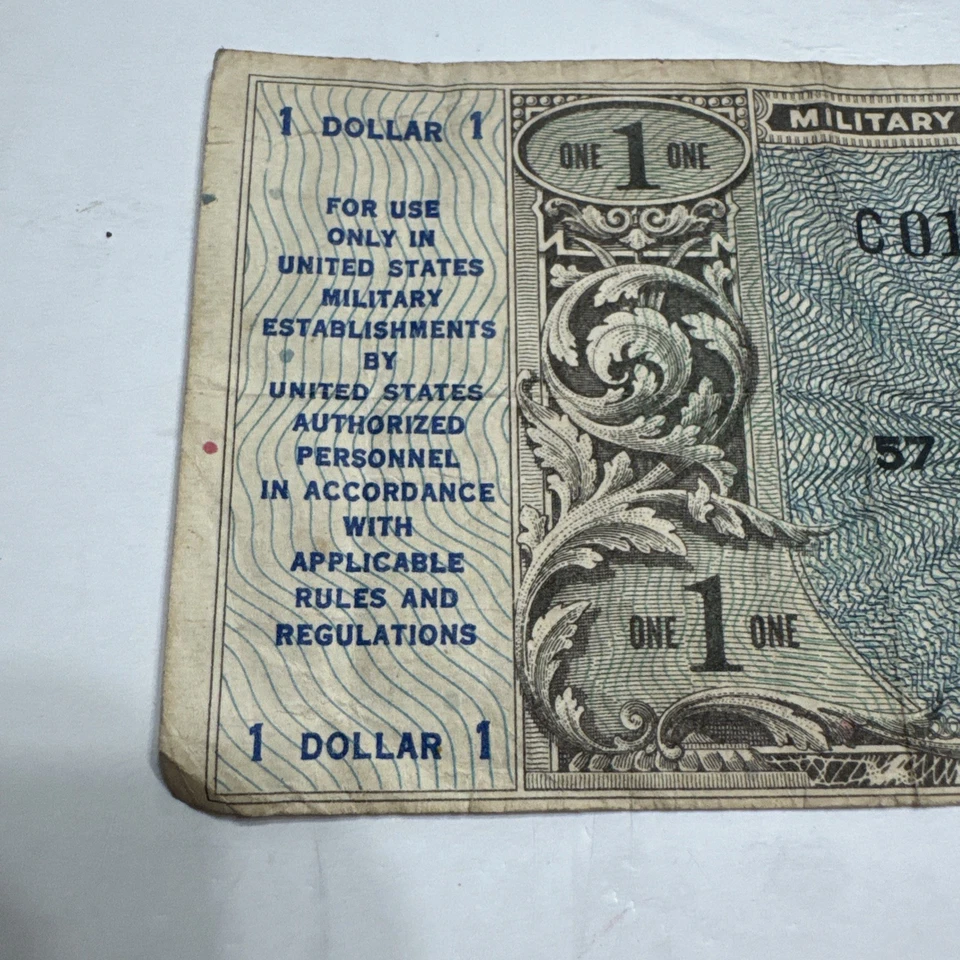 1 DOLLAR 1
FOR USE
ONLY IN
UNITED STATES
MILITARY
ESTABLISHMENTS
BY
UNITED STATES
AUTHORIZED
PERSONNEL
IN ACCORDANCE
WITH
APPLICABLE
RULES AND
REGULATIONS
1 DOLLAR 1
ONE 1 ONE
ONE 1 ONE
MILITARY
C01
57